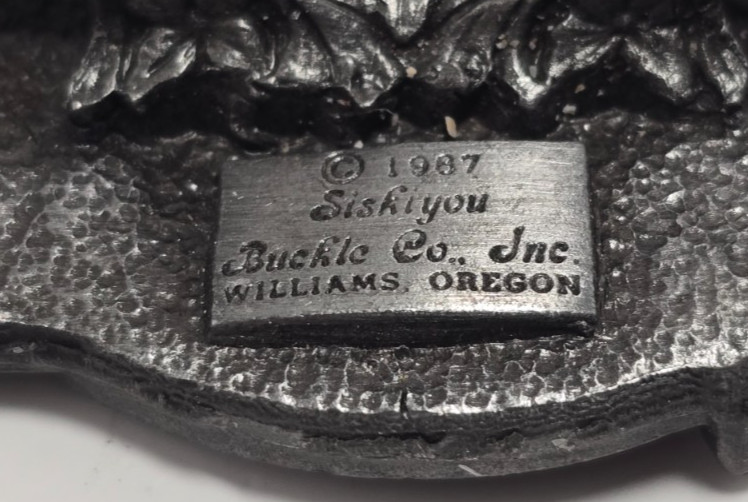 © 1987
Siskiyou
Buckle Co., Inc.
WILLIAMS, OREGON